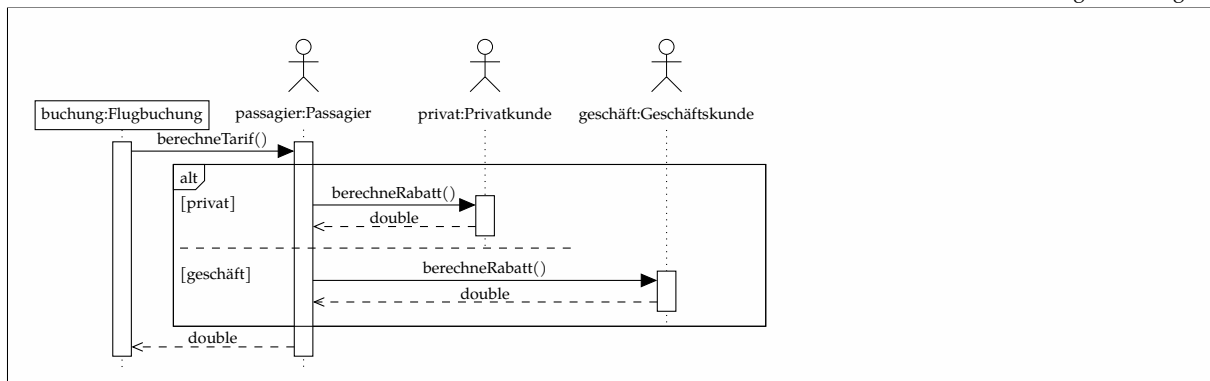 passagier:Passagier
privat:Privatkunde
geschäft:Geschäftskunde
buchung:Flugbuchung
berechneTarif()
alt
[privat]
berechneRabatt()
double
[geschäft]
berechneRabatt()
double
double